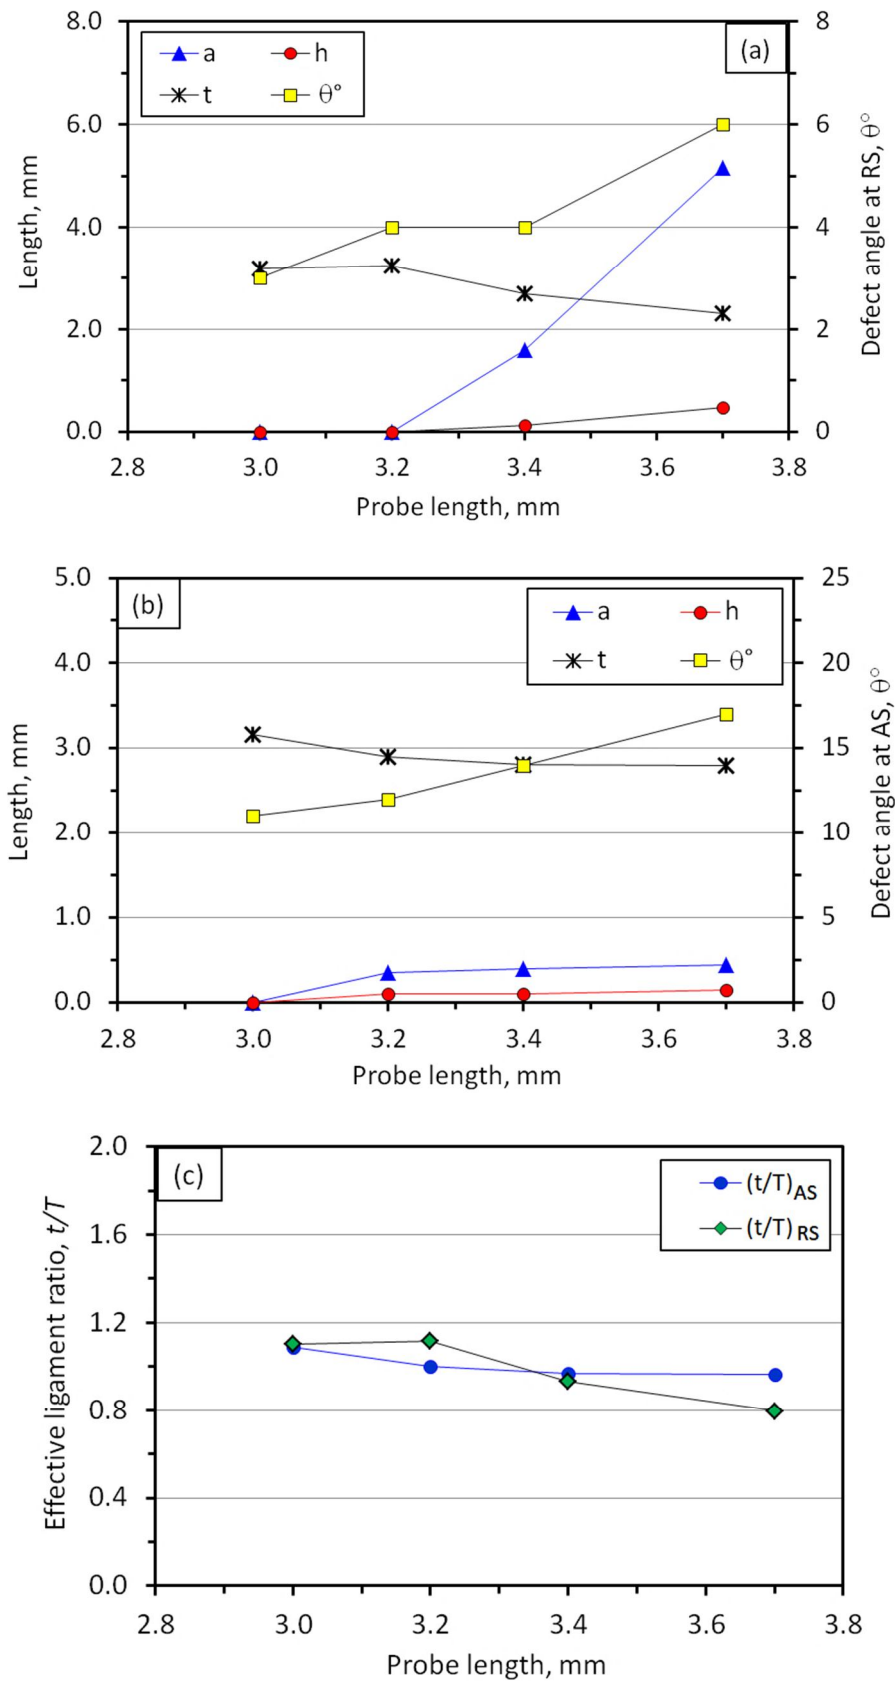 8.0
8
a
h
(a)
t
θ°
6.0
6
4.0
4
2.0
2
0.0
0
2.8
3.0
3.2
3.4
3.6
3.8
Length, mm
Defect angle at RS, θ°
Probe length, mm
5.0
25
(b)
a
h
t
θ°
4.0
20
3.0
15
2.0
10
1.0
5
0.0
0
2.8
3.0
3.2
3.4
3.6
3.8
Length, mm
Defect angle at AS, θ°
Probe length, mm
2.0
(c)
(t/T)AS
(t/T) RS
1.6
1.2
0.8
0.4
0.0
2.8
3.0
3.2
3.4
3.6
3.8
Effective ligament ratio, t/T
Probe length, mm